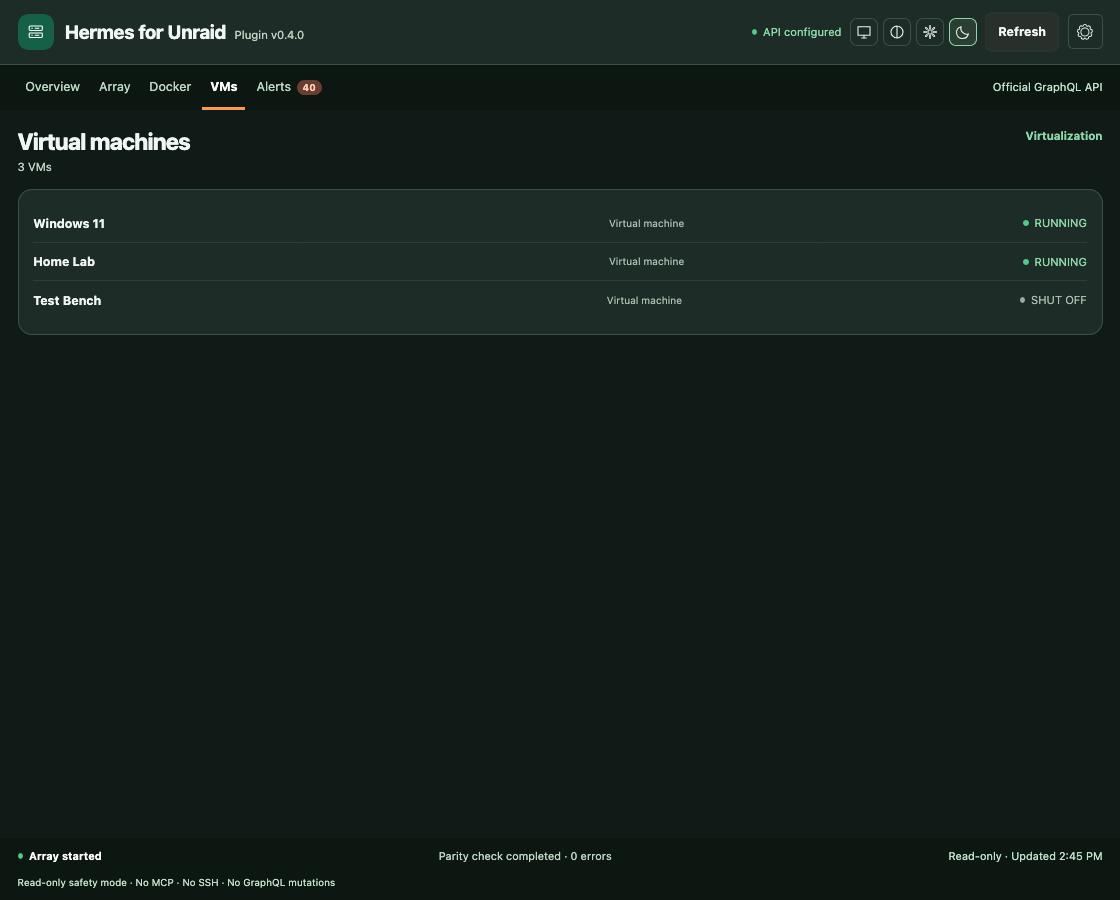 Hermes for Unraid Plugin v0.4.0
API configured
Refresh
Overview Array Docker VMs Alerts 40
Official GraphQL API
Virtual machines
Virtualization
3 VMs
Windows 11 Virtual machine RUNNING
Home Lab Virtual machine RUNNING
Test Bench Virtual machine SHUT OFF
Array started
Parity check completed · 0 errors
Read-only · Updated 2:45 PM
Read-only safety mode · No MCP · No SSH · No GraphQL mutations